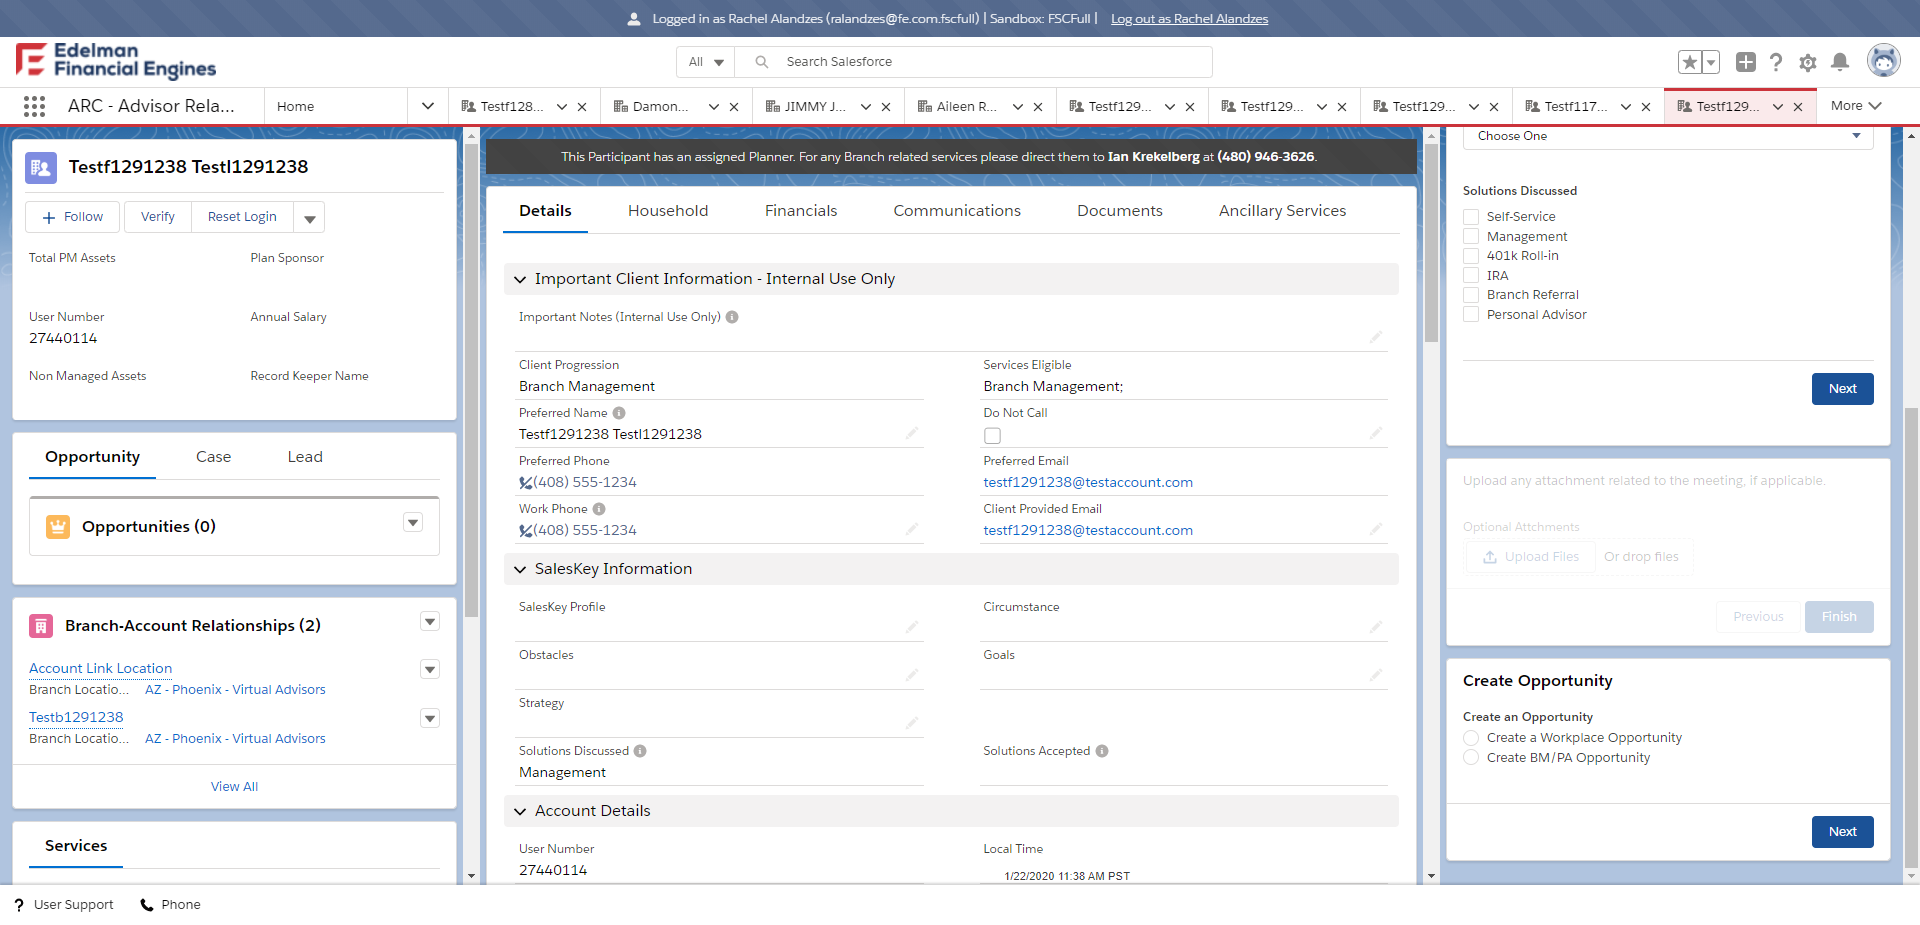 Logged in as Rachel Alandzes (ralandzes@fe.com.fscfull) | Sandbox: FSCFull | Log out as Rachel Alandzes
Edelman
Financial Engines
All
Search Salesforce
ARC - Advisor Rela...
Home
Testf128...
Damon...
JIMMY J...
Aileen R...
Testf129...
Testf129...
Testf129...
Testf117...
Testf129...
More
Testf1291238 Testl1291238
Follow
Verify
Reset Login
Total PM Assets
Plan Sponsor
User Number
27440114
Annual Salary
Non Managed Assets
Record Keeper Name
Opportunity
Case
Lead
Opportunities (0)
Branch-Account Relationships (2)
Account Link Location
Branch Locatio... AZ - Phoenix - Virtual Advisors
Testb1291238
Branch Locatio... AZ - Phoenix - Virtual Advisors
View All
Services
This Participant has an assigned Planner. For any Branch related services please direct them to Ian Krekelberg at (480) 946-3626.
Details
Household
Financials
Communications
Documents
Ancillary Services
Important Client Information - Internal Use Only
Important Notes (Internal Use Only)
Client Progression
Branch Management
Services Eligible
Branch Management;
Preferred Name
Testf1291238 Testl1291238
Do Not Call
Preferred Phone
(408) 555-1234
Preferred Email
testf1291238@testaccount.com
Work Phone
(408) 555-1234
Client Provided Email
testf1291238@testaccount.com
SalesKey Information
SalesKey Profile
Circumstance
Obstacles
Goals
Strategy
Solutions Discussed
Management
Solutions Accepted
Account Details
User Number
27440114
Local Time
1/22/2020 11:38 AM PST
Choose One
Solutions Discussed
Self-Service
Management
401k Roll-in
IRA
Branch Referral
Personal Advisor
Next
Upload any attachment related to the meeting, if applicable.
Optional Attchments
Upload Files
Or drop files
Previous
Finish
Create Opportunity
Create an Opportunity
Create a Workplace Opportunity
Create BM/PA Opportunity
Next
User Support
Phone